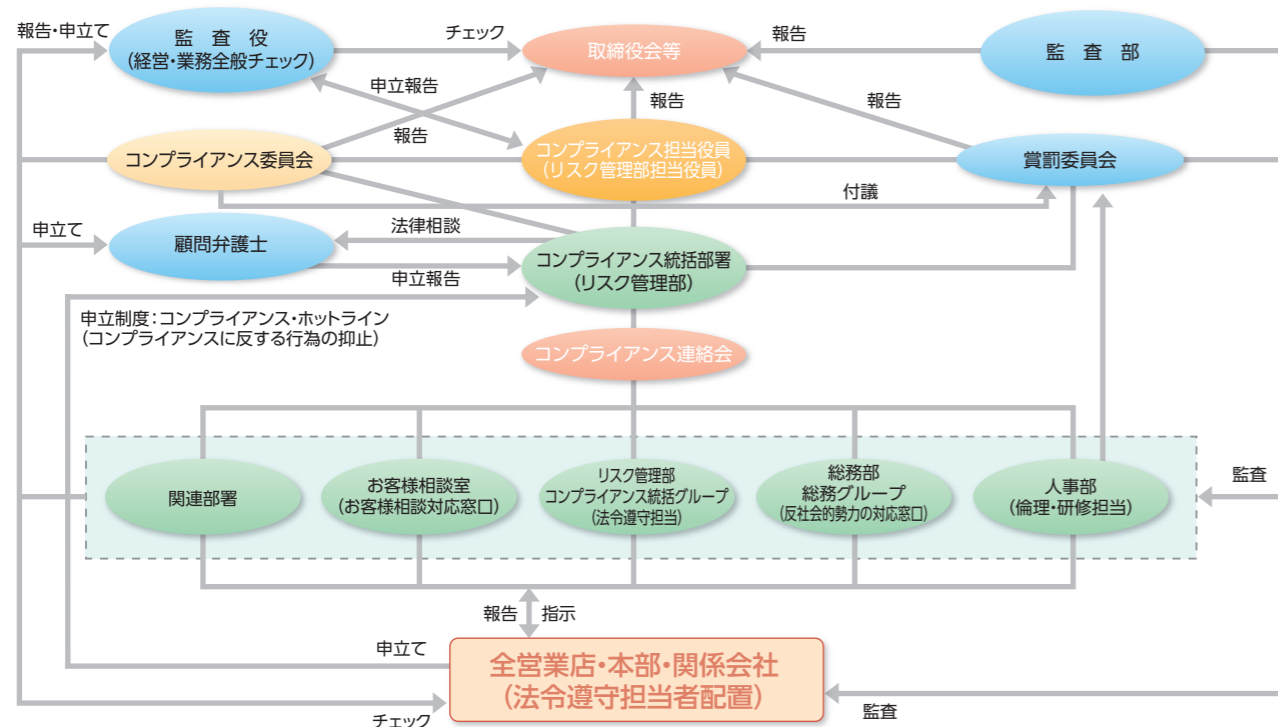 報告・申立て
監査役
(経営・業務全般チェック)
チェック
取締役会等
報告
監査部
申立報告
報告
報告
報告
コンプライアンス委員会
コンプライアンス担当役員
(リスク管理部担当役員)
賞罰委員会
付議
申立て
顧問弁護士
法律相談
申立報告
コンプライアンス統括部署
(リスク管理部)
申立制度：コンプライアンス・ホットライン
(コンプライアンスに反する行為の抑止)
コンプライアンス連絡会
関連部署
お客様相談室
(お客様相談対応窓口)
リスク管理部
コンプライアンス統括グループ
(法令遵守担当)
総務部
総務グループ
(反社会的勢力の対応窓口)
人事部
(倫理・研修担当)
監査
報告 指示
申立て
全営業店・本部・関係会社
(法令遵守担当者配置)
チェック
監査